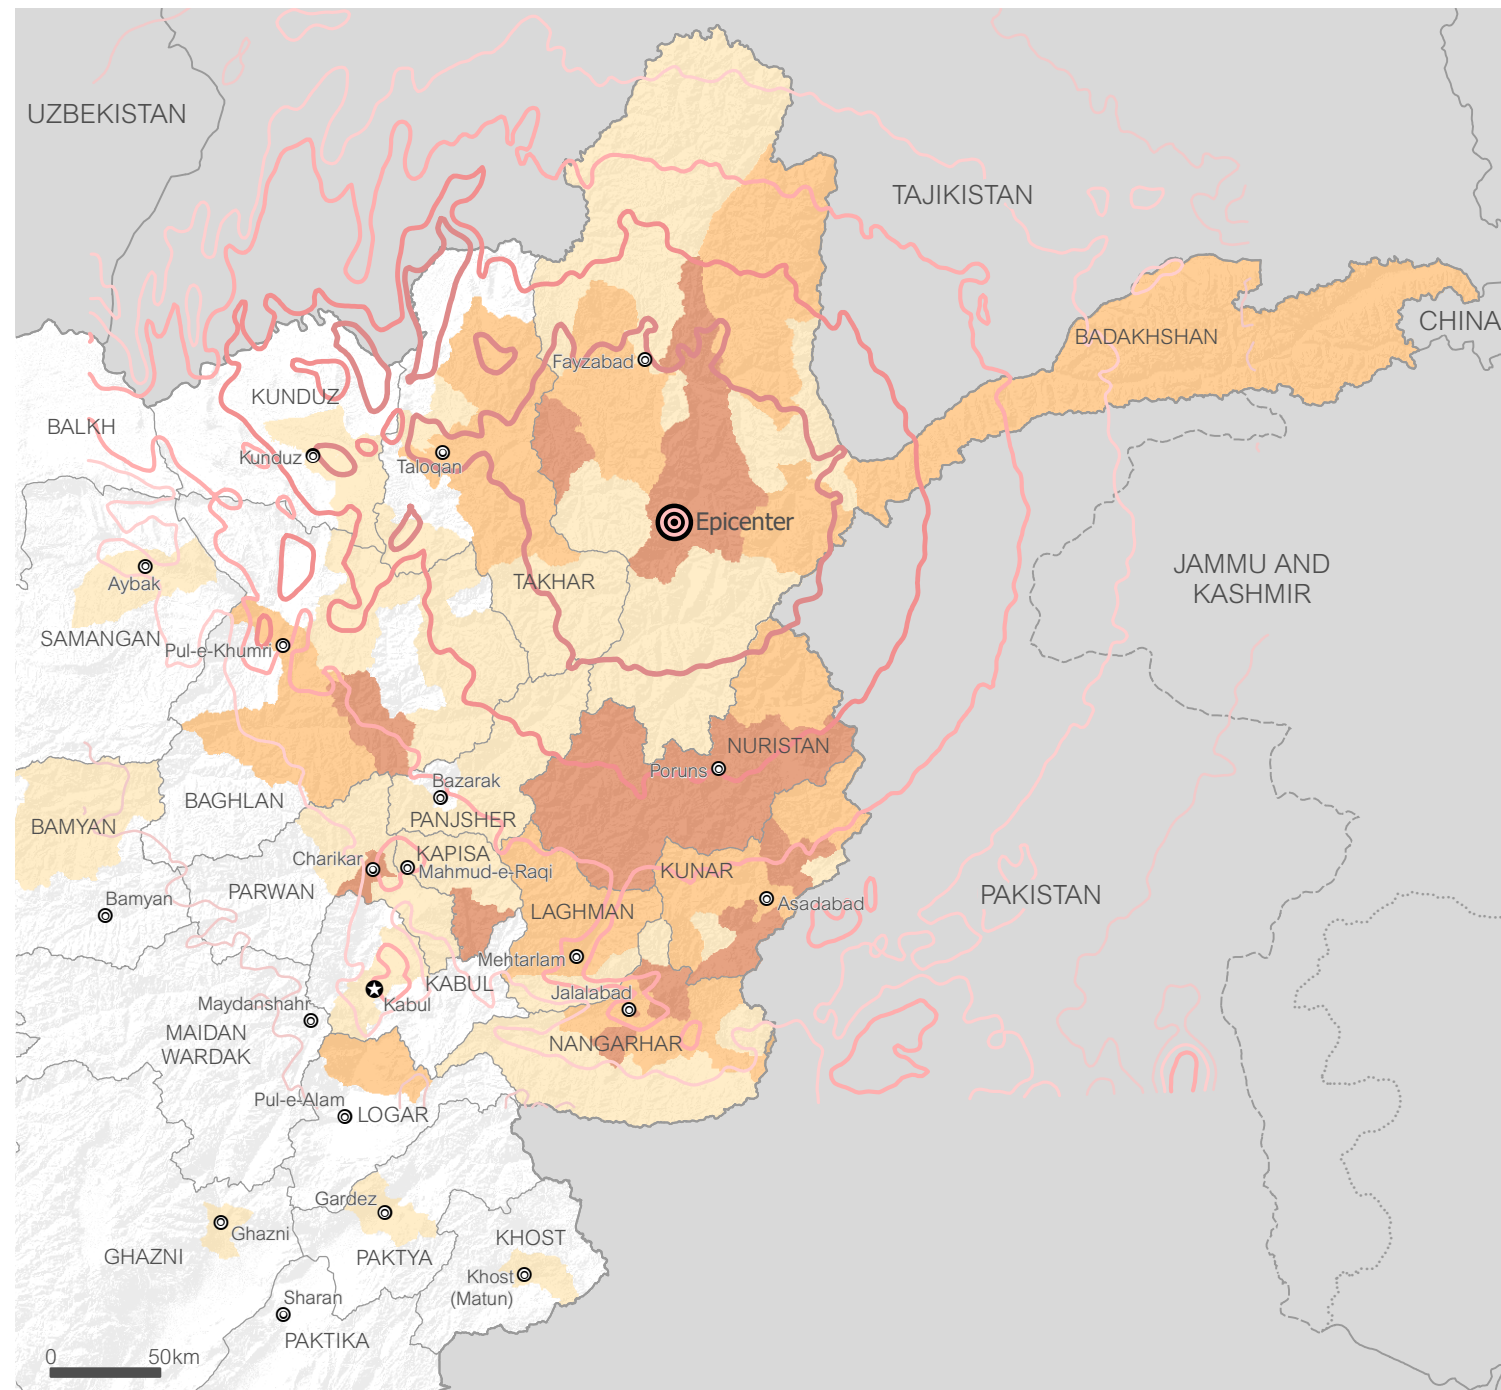 UZBEKISTAN
TAJIKISTAN
CHINA
BADAKHSHAN
Fayzabad
KUNDUZ
BALKH
Kunduz
Taloqan
Epicenter
JAMMU AND
KASHMIR
TAKHAR
Aybak
SAMANGAN
Pul-e-Khumri
NURISTAN
Poruns
Bazarak
BAGHLAN
PANJSHER
BAMYAN
Charikar
KAPISA
Mahmud-e-Raqi
KUNAR
PARWAN
Bamyan
LAGHMAN
Asadabad
PAKISTAN
Mehtarlam
KABUL
Jalalabad
Maydanshahr
Kabul
MAIDAN
WARDAK
NANGARHAR
Pul-e-Alam
LOGAR
Gardez
Ghazni
GHAZNI
PAKTYA
KHOST
Khost
(Matun)
Sharan
PAKTIKA
0 50km